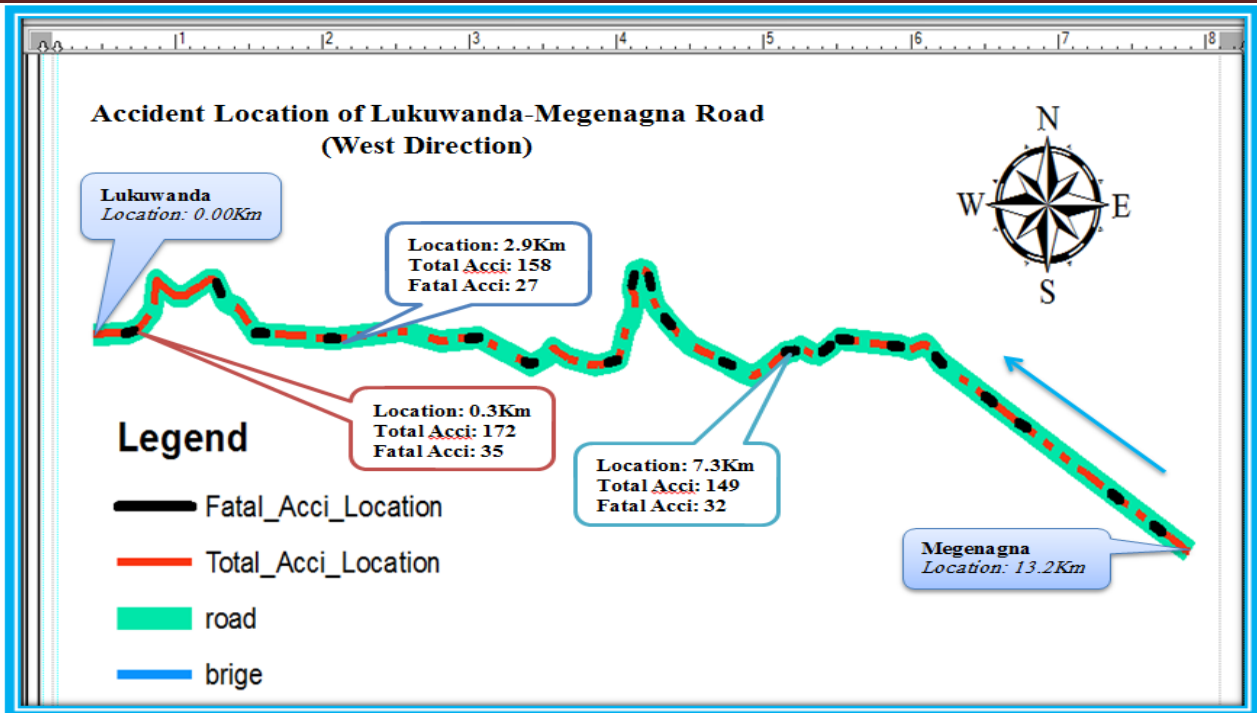 1 2 3 4 5 6 7 8
Accident Location of Lukuwanda-Megenagna Road
(West Direction)
N
W E
S
Lukuwanda
Location: 0.00Km
Location: 2.9Km
Total Acci: 158
Fatal Acci: 27
Location: 0.3Km
Total Acci: 172
Fatal Acci: 35
Location: 7.3Km
Total Acci: 149
Fatal Acci: 32
Megenagna
Location: 13.2Km
Legend
Fatal_Acci_Location
Total_Acci_Location
road
brige